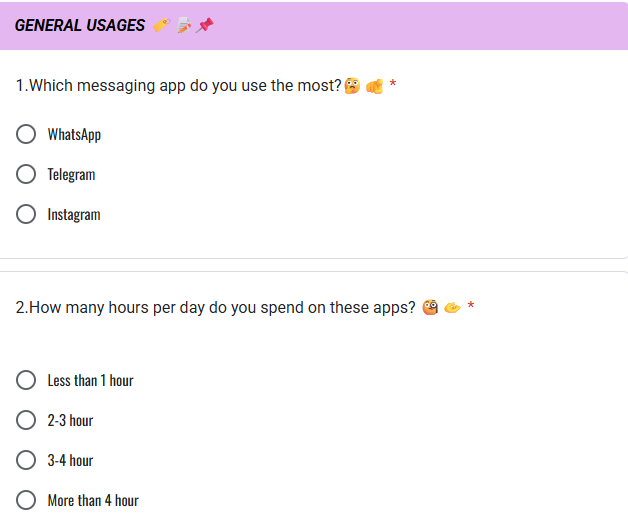 GENERAL USAGES
1.Which messaging app do you use the most? *
WhatsApp
Telegram
Instagram
2.How many hours per day do you spend on these apps? *
Less than 1 hour
2-3 hour
3-4 hour
More than 4 hour